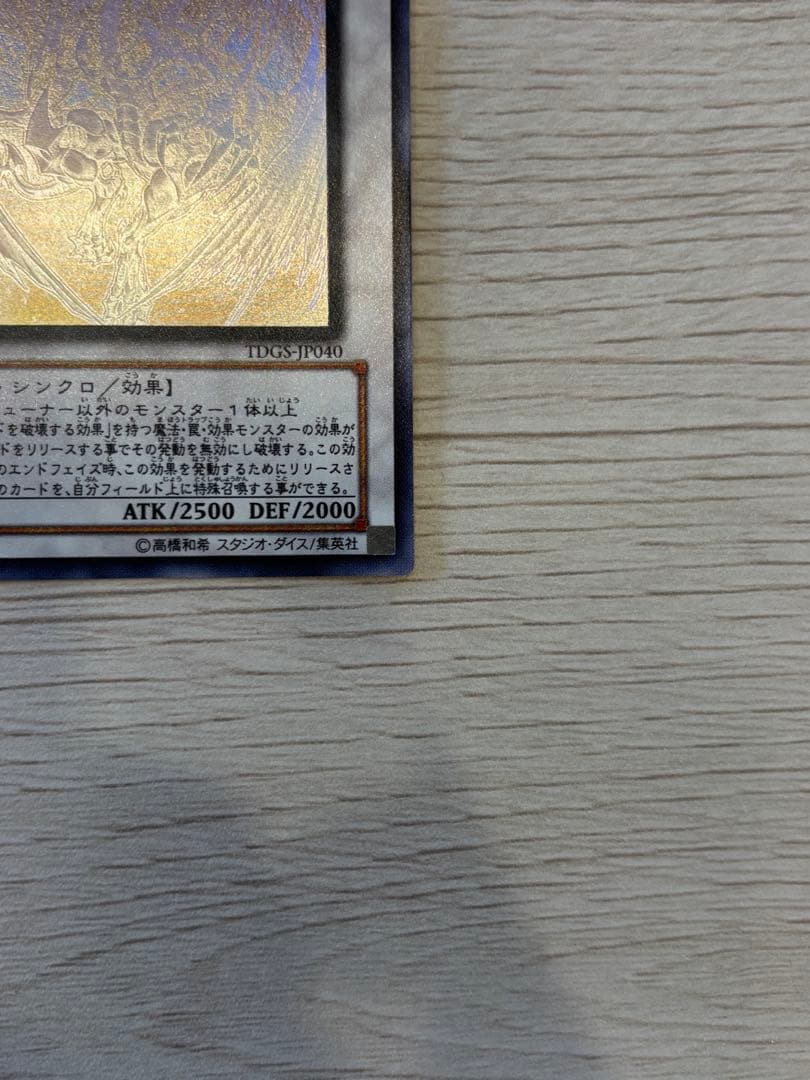 TDGS-JP040
シンクロ／効果】
ューナー以外のモンスター１体以上
を破壊する効果」を持つ魔法・罠・効果モンスターの効果が
ドをリリースする事でその発動を無効にし破壊する。この効
のエンドフェイズ時、この効果を発動するためにリリースさ
のカードを、自分フィールド上に特殊召喚する事ができる。
ATK/2500 DEF/2000
©高橋和希 スタジオ・ダイス/集英社